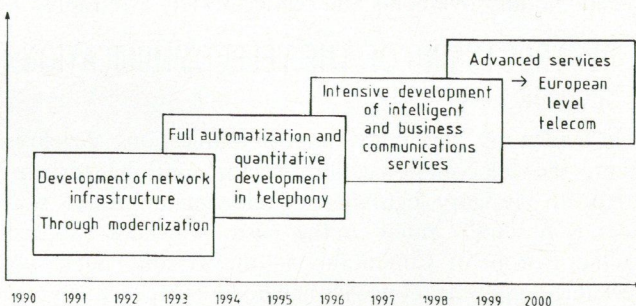 Advanced services
→ European
level
telecom
Intensive development
of intelligent
and business
communications
services
Full automatization and
quantitative
development
in telephony
Development of network
infrastructure
Through modernization
1990 1991 1992 1993 1994 1995 1996 1997 1998 1999 2000